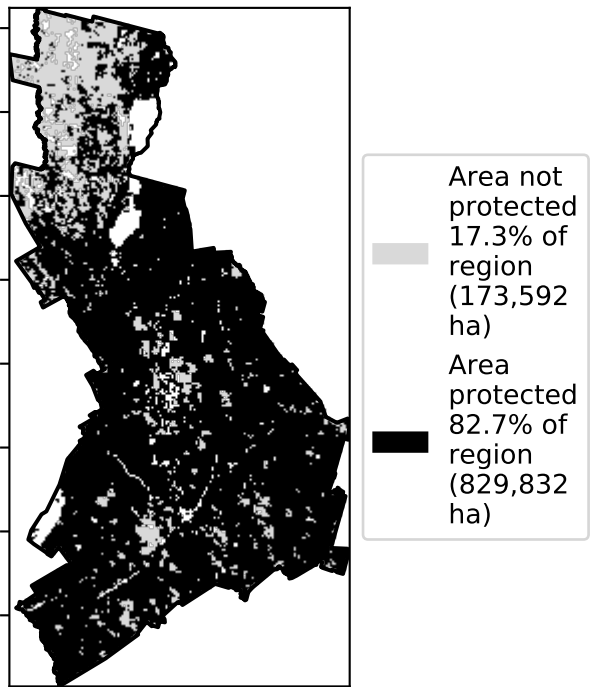 Area not
protected
17.3% of
region
(173,592
ha)
Area
protected
82.7% of
region
(829,832
ha)